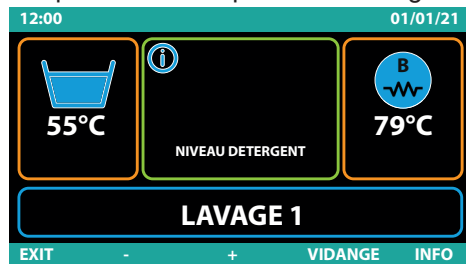 12:00 01/01/21
B
55°C
79°C
NIVEAU DETERGENT
LAVAGE 1
EXIT - + VIDANGE INFO